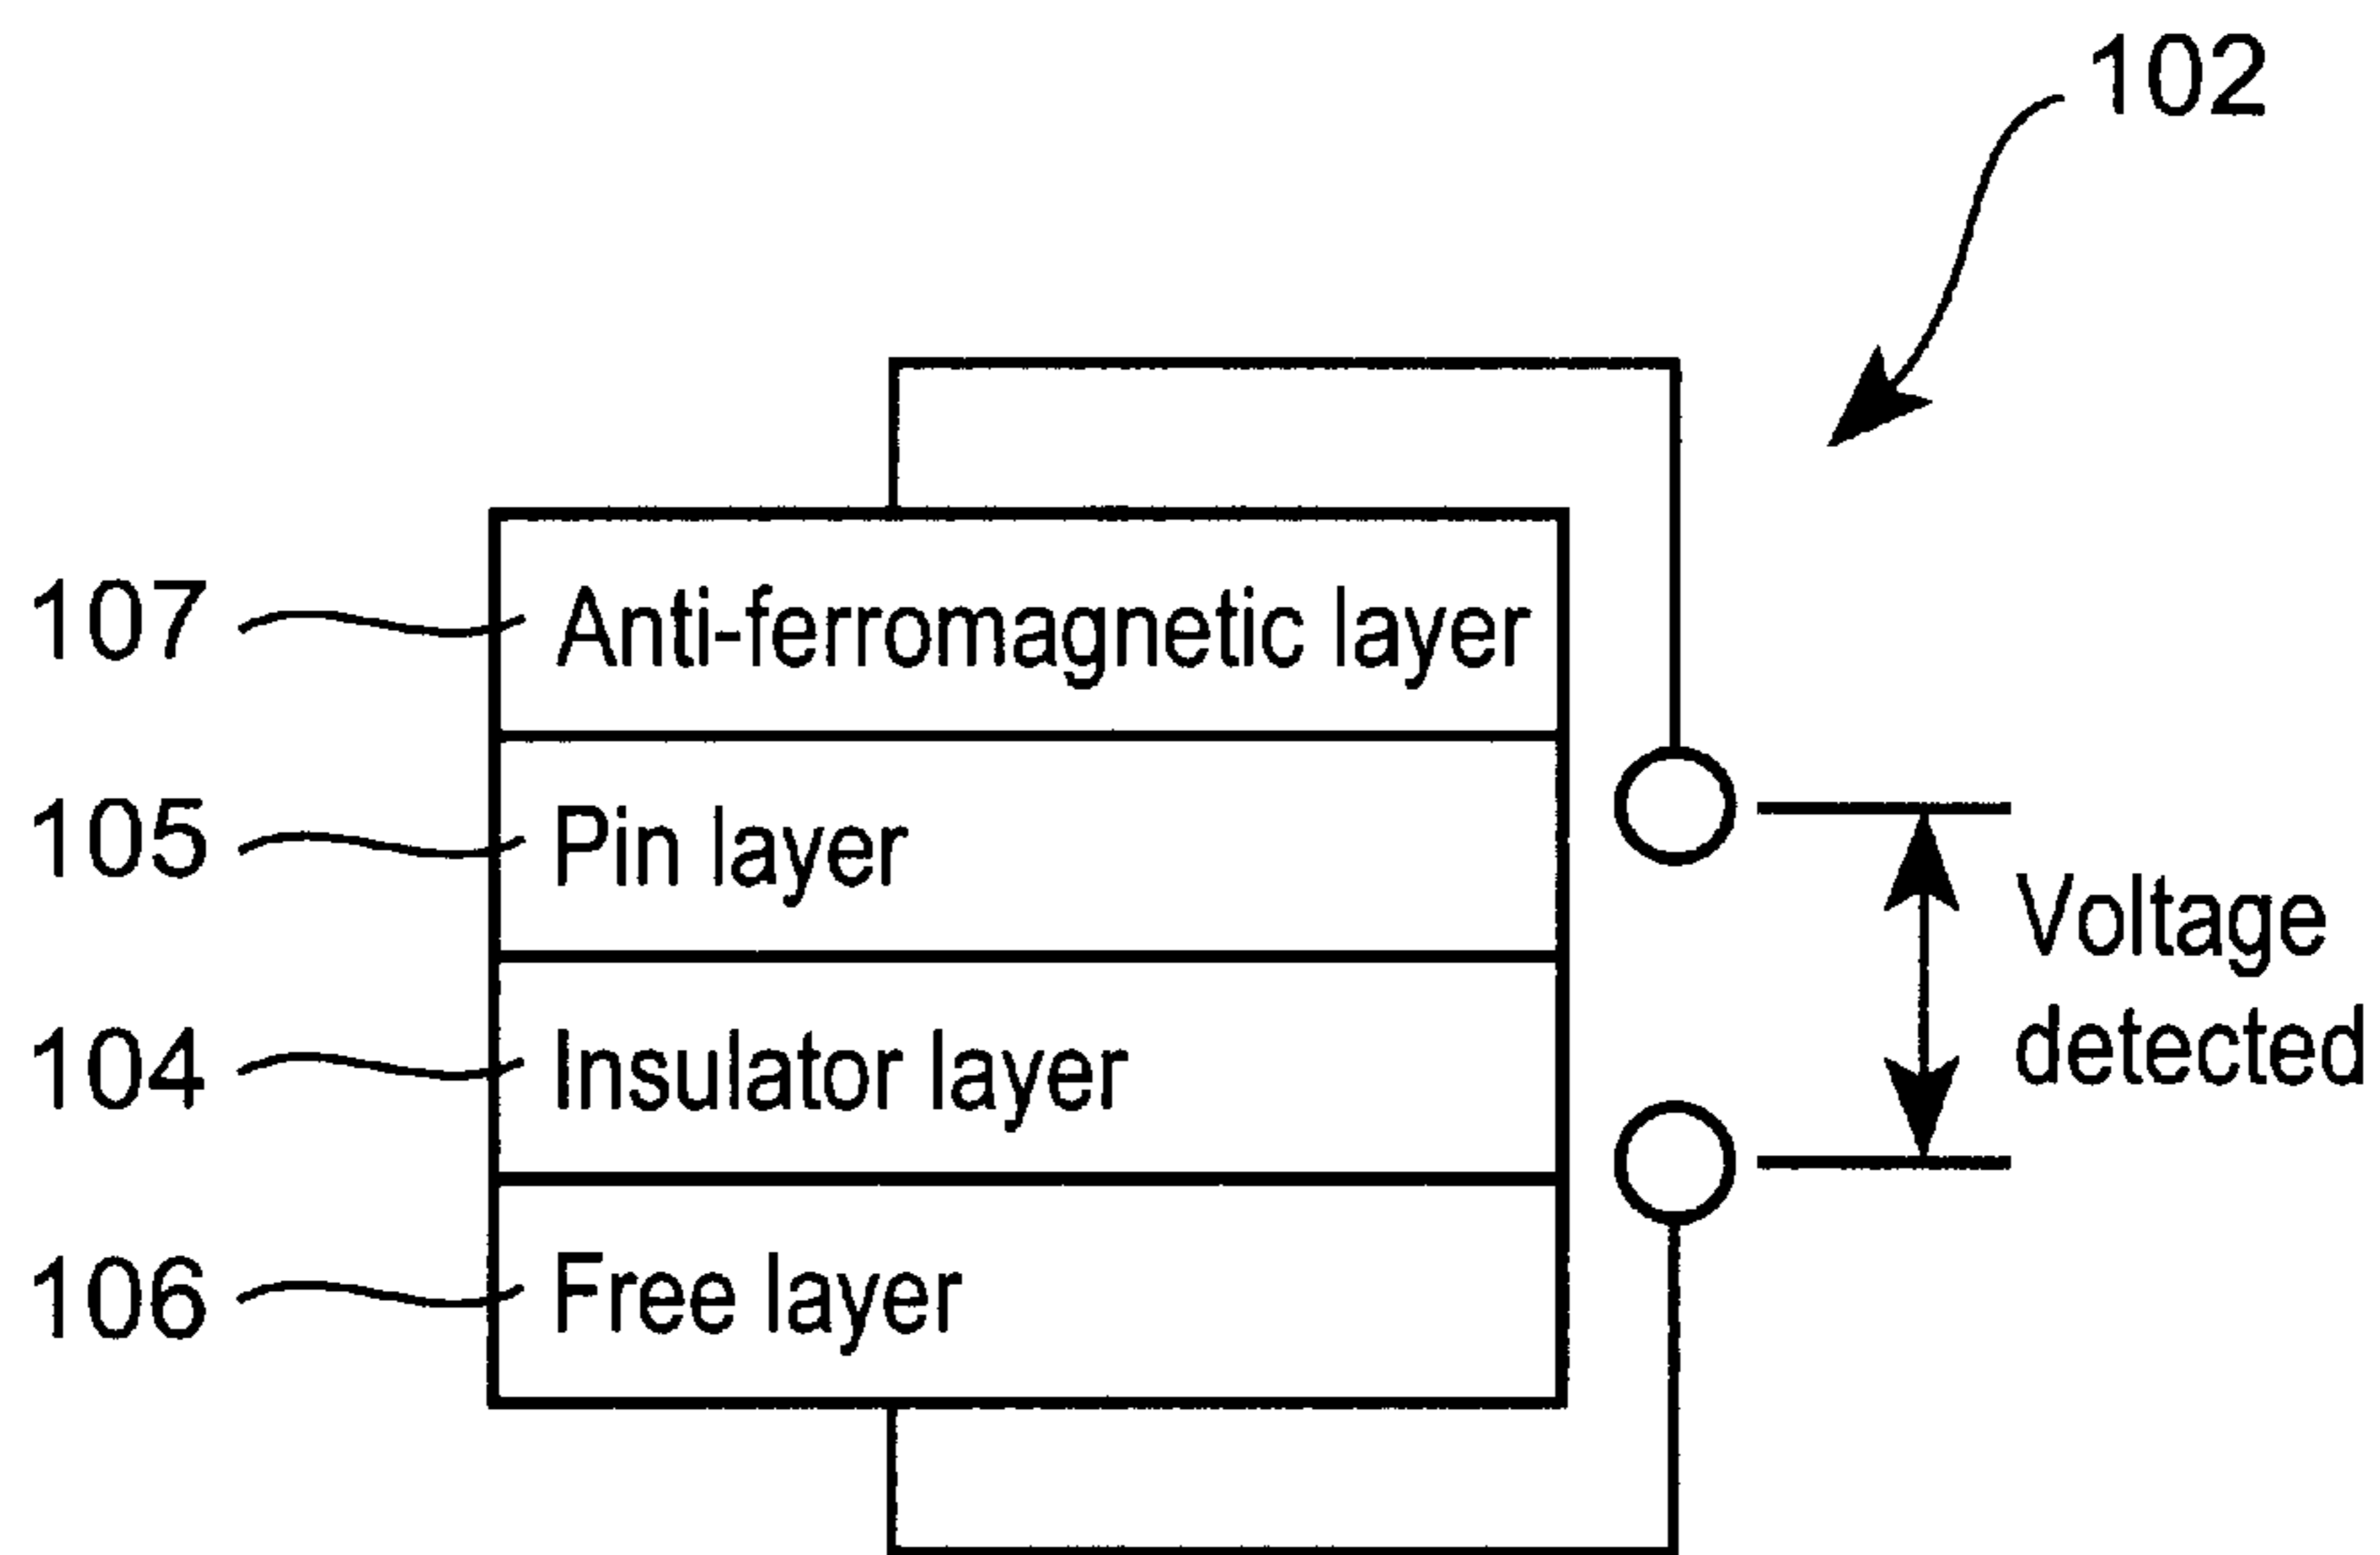 102
107 Anti-ferromagnetic layer
105 Pin layer
Voltage
detected
104 Insulator layer
106 Free layer